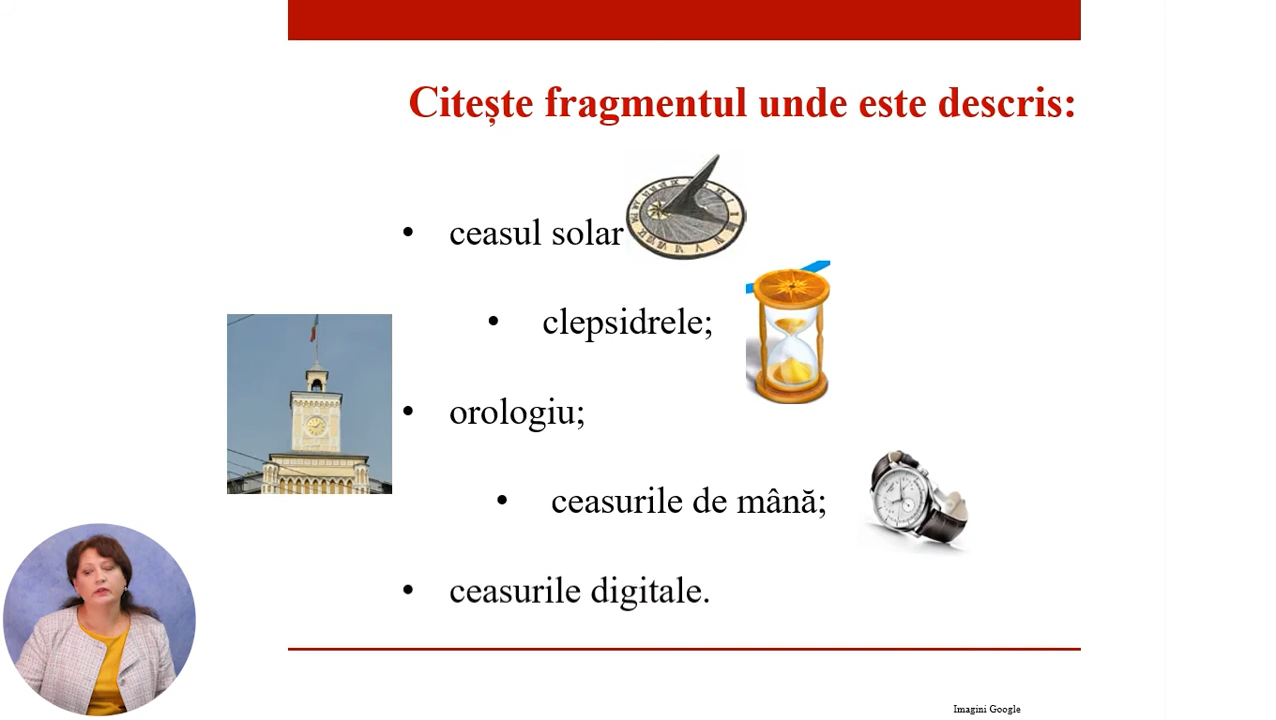 Citește fragmentul unde este descris:
• ceasul solar
• clepsidrele;
• orologiu;
• ceasurile de mână;
• ceasurile digitale.
Imagini Google